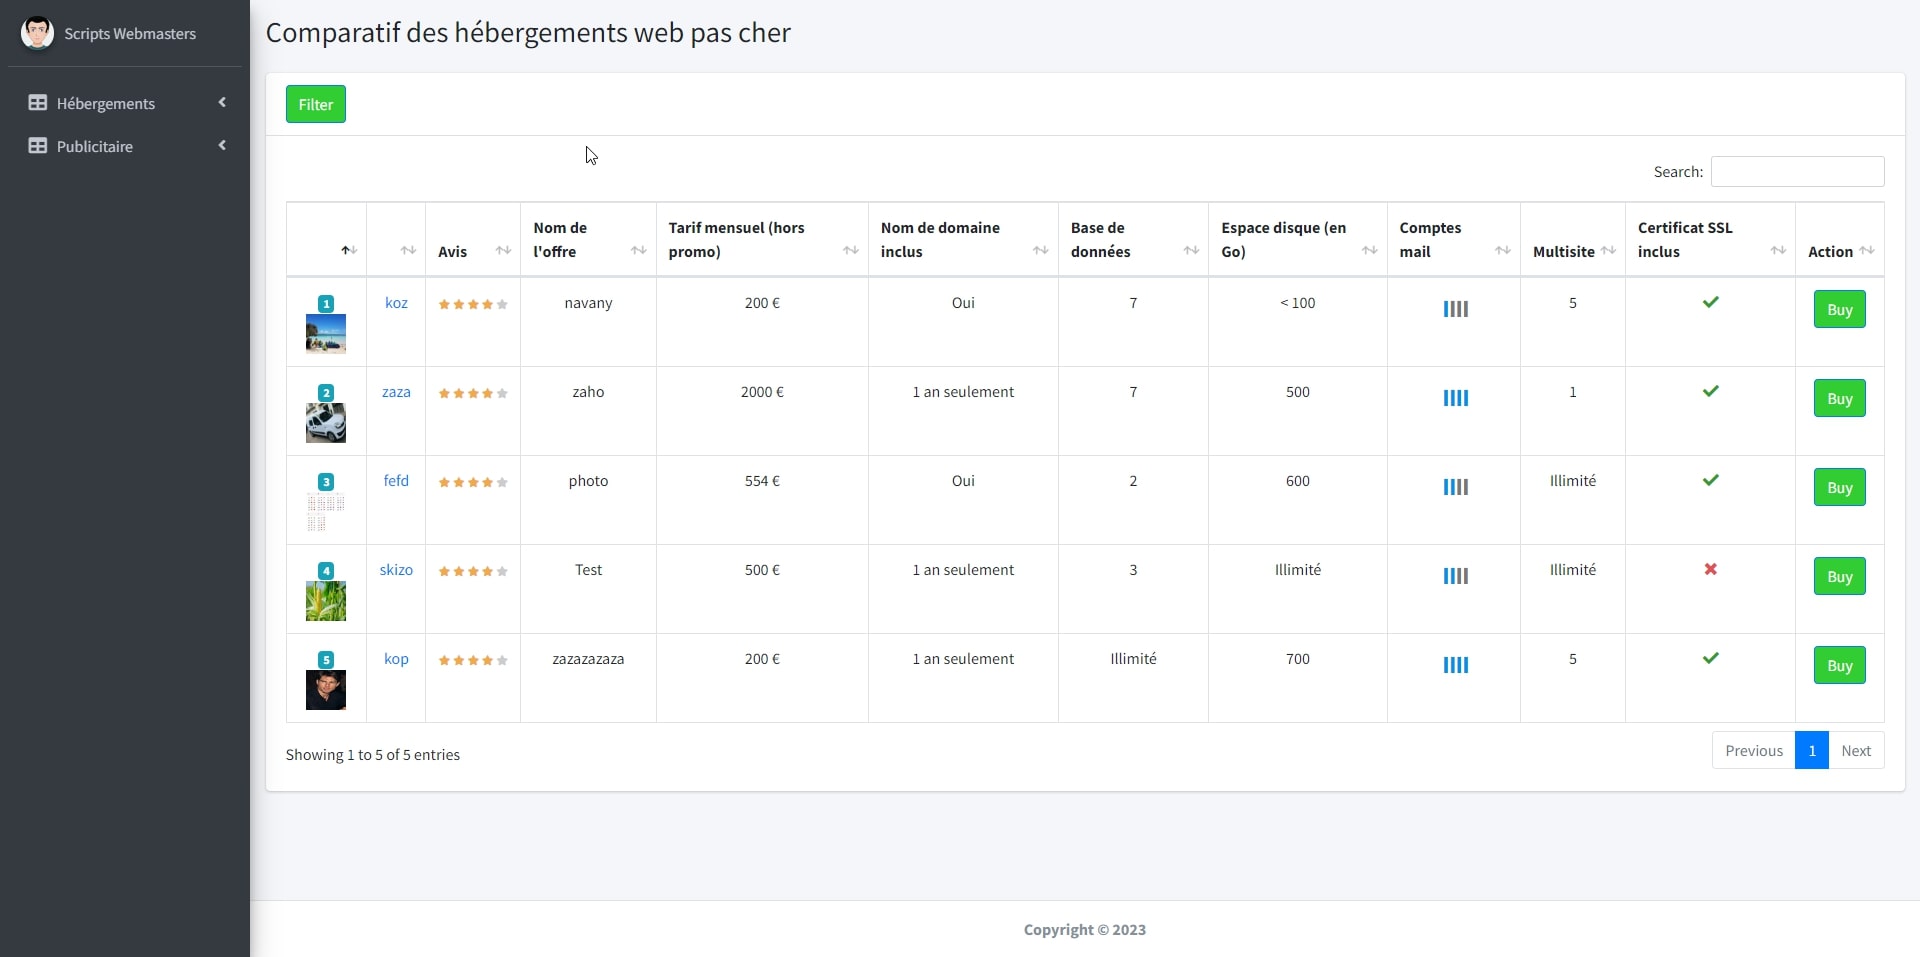 Scripts Webmasters
Hébergements
Publicitaire
Comparatif des hébergements web pas cher
Filter
Search:
Avis
Nom de
l'offre
Tarif mensuel (hors
promo)
Nom de domaine
inclus
Base de
données
Espace disque (en
Go)
Comptes
mail
Multisite
Certificat SSL
inclus
Action
1 koz navany 200 € Oui 7 < 100 5 Buy
2 zaza zaho 2000 € 1 an seulement 7 500 1 Buy
3 fefd photo 554 € Oui 2 600 Illimité Buy
4 skizo Test 500 € 1 an seulement 3 Illimité Illimité Buy
5 kop zazazazaza 200 € 1 an seulement Illimité 700 5 Buy
Showing 1 to 5 of 5 entries
Previous 1 Next
Copyright © 2023